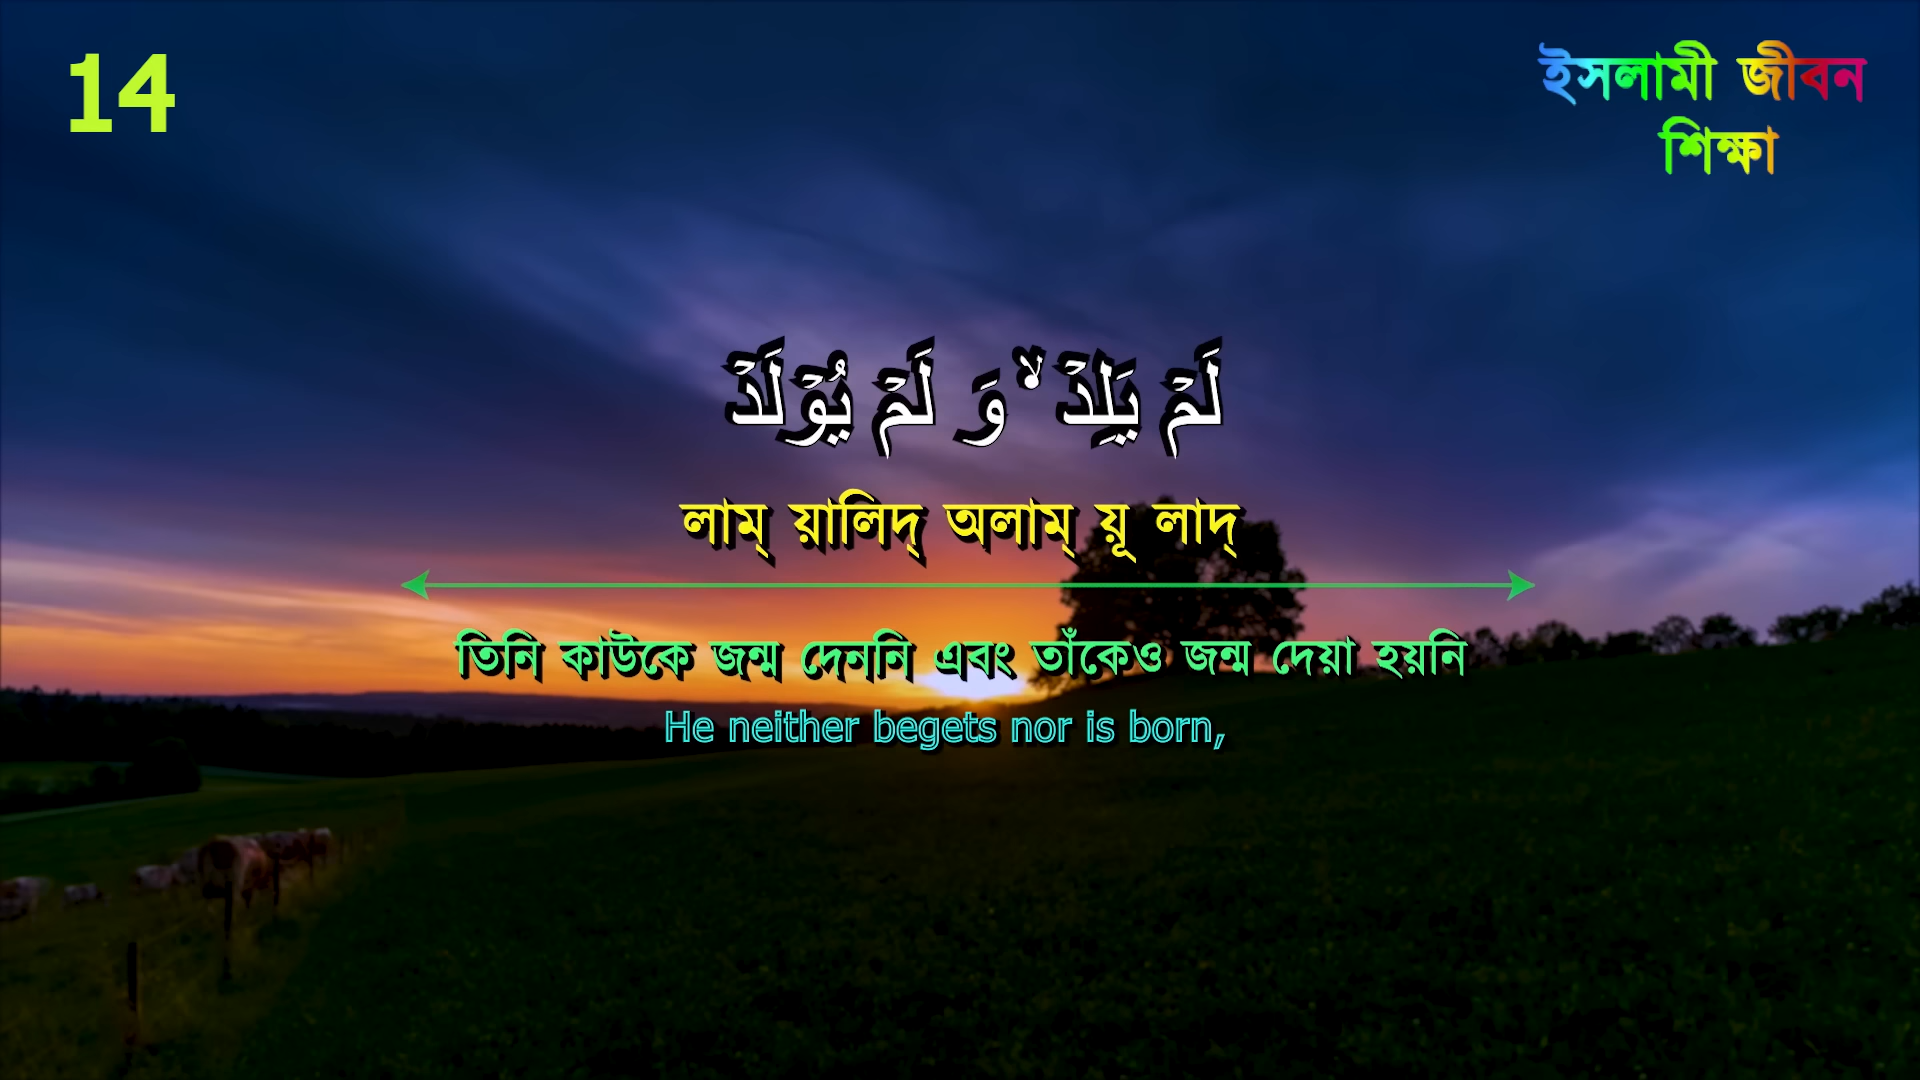 14
ইসলামী জীবন
শিক্ষা
لَمْ يَلِدْ ۙ وَ لَمْ يُوْلَدْ
লাম্ য়ালিদ্ অলাম্ য়ূ লাদ্
তিনি কাউকে জন্ম দেননি এবং তাঁকেও জন্ম দেয়া হয়নি
He neither begets nor is born,